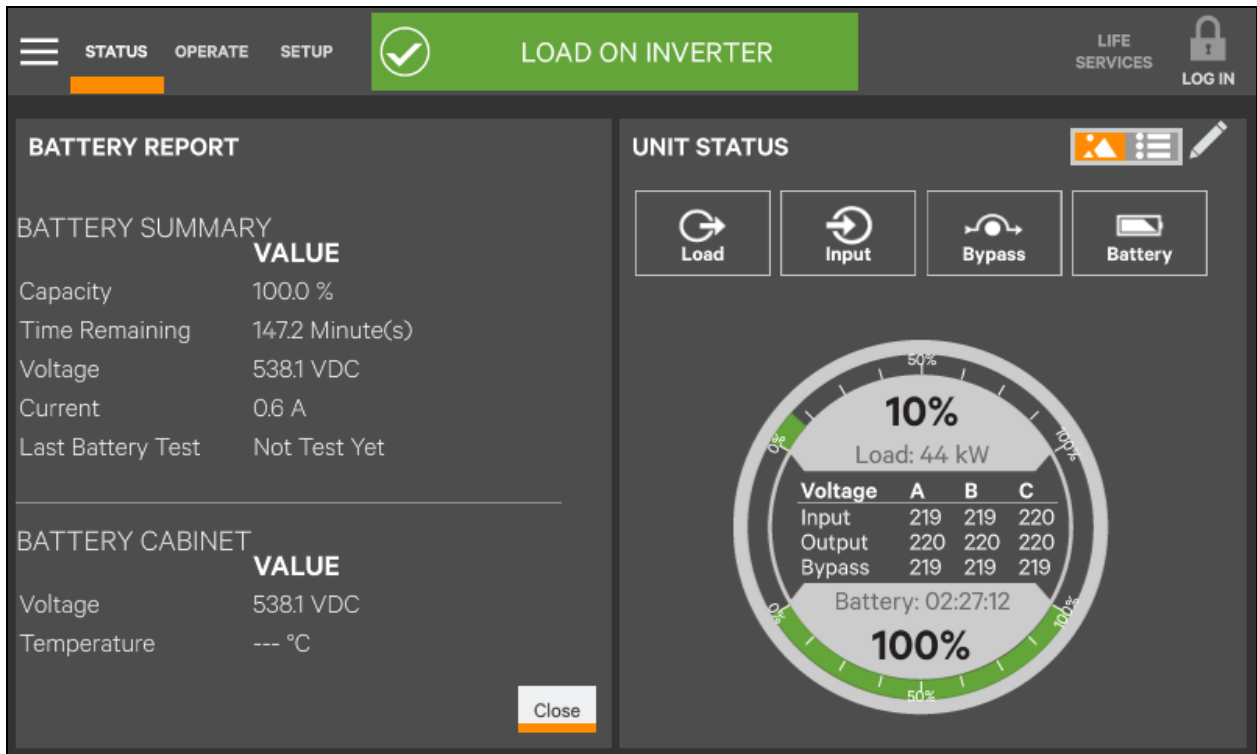 STATUS OPERATE SETUP LOAD ON INVERTER LIFE
SERVICES
LOG IN
BATTERY REPORT
BATTERY SUMMARY
VALUE
Capacity 100.0 %
Time Remaining 147.2 Minute(s)
Voltage 538.1 VDC
Current 0.6 A
Last Battery Test Not Test Yet
BATTERY CABINET
VALUE
Voltage 538.1 VDC
Temperature --- °C
Close
UNIT STATUS
Load Input Bypass Battery
50%
10%
0% 100%
Load: 44 kW
Voltage A B C
Input 219 219 220
Output 220 220 220
Bypass 219 219 219
Battery: 02:27:12
0% 100%
100%
50%